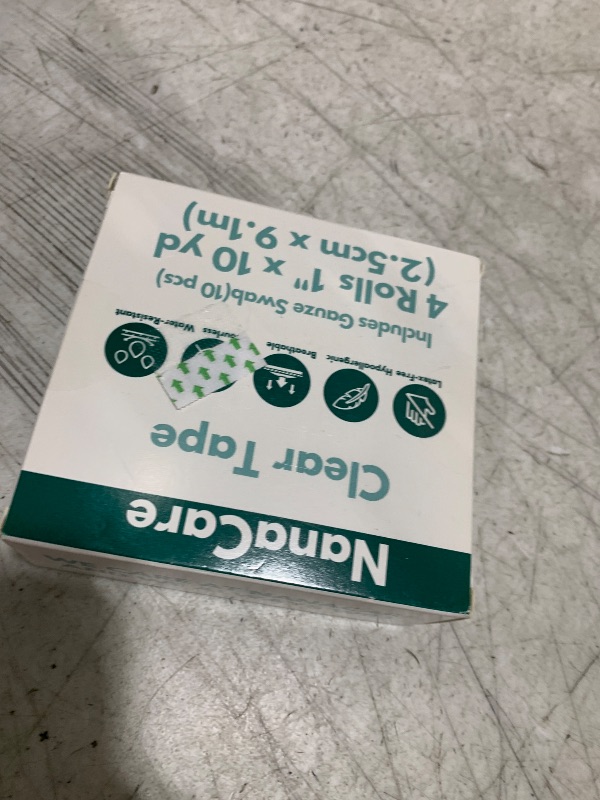 NanaCare
Clear Tape
Latex-Free Hypoallergenic Breathable Water-Resistant
Includes Gauze Swab(10 pcs)
4 Rolls 1" x 10 yd
(2.5cm x 9.1m)